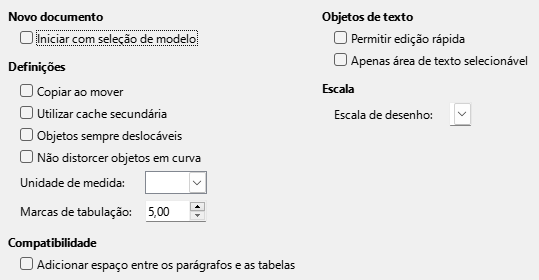 Novo documento
Iniciar com seleção de modelo
Definições
Copiar ao mover
Utilizar cache secundária
Objetos sempre deslocáveis
Não distorcer objetos em curva
Unidade de medida:
Marcas de tabulação: 5,00
Compatibilidade
Adicionar espaço entre os parágrafos e as tabelas
Objetos de texto
Permitir edição rápida
Apenas área de texto selecionável
Escala
Escala de desenho: